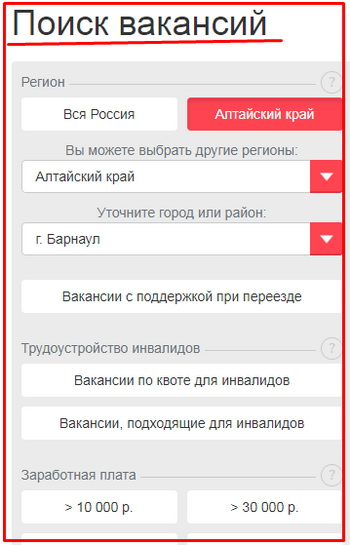 Поиск вакансий
Регион ?
Вся Россия Алтайский край
Вы можете выбрать другие регионы:
Алтайский край
Уточните город или район:
г. Барнаул
Вакансии с поддержкой при переезде
Трудоустройство инвалидов ?
Вакансии по квоте для инвалидов
Вакансии, подходящие для инвалидов
Заработная плата ?
> 10 000 р. > 30 000 р.